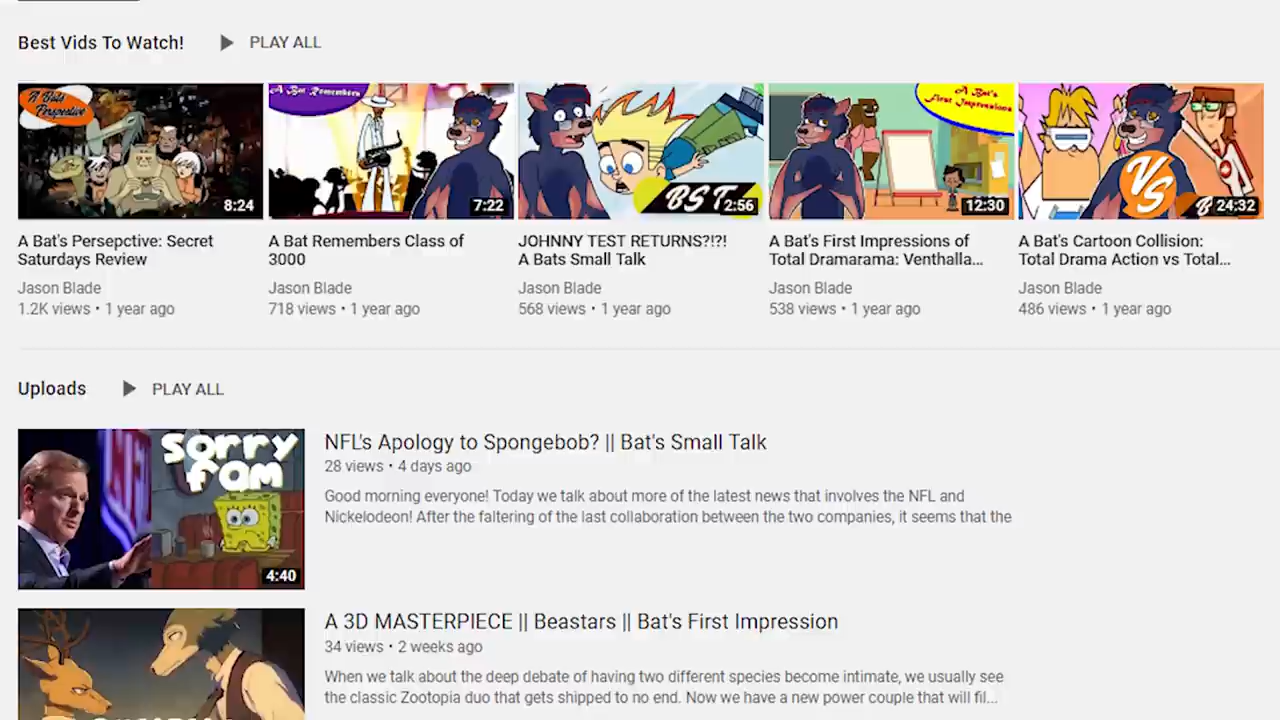 Best Vids To Watch!
PLAY ALL
A Bat's Perspective
8:24
A Bat Remembers
7:22
BST
2:56
A Bat's First Impressions
12:30
VS
24:32
A Bat's Persepctive: Secret
Saturdays Review
Jason Blade
1.2K views • 1 year ago
A Bat Remembers Class of
3000
Jason Blade
718 views • 1 year ago
JOHNNY TEST RETURNS?!?!
A Bats Small Talk
Jason Blade
568 views • 1 year ago
A Bat's First Impressions of
Total Dramarama: Venthalla...
Jason Blade
538 views • 1 year ago
A Bat's Cartoon Collision:
Total Drama Action vs Total...
Jason Blade
486 views • 1 year ago
Uploads
PLAY ALL
SORRY
fam
4:40
NFL's Apology to Spongebob? || Bat's Small Talk
28 views • 4 days ago
Good morning everyone! Today we talk about more of the latest news that involves the NFL and
Nickelodeon! After the faltering of the last collaboration between the two companies, it seems that the
A 3D MASTERPIECE || Beastars || Bat's First Impression
34 views • 2 weeks ago
When we talk about the deep debate of having two different species become intimate, we usually see
the classic Zootopia duo that gets shipped to no end. Now we have a new power couple that will fil...